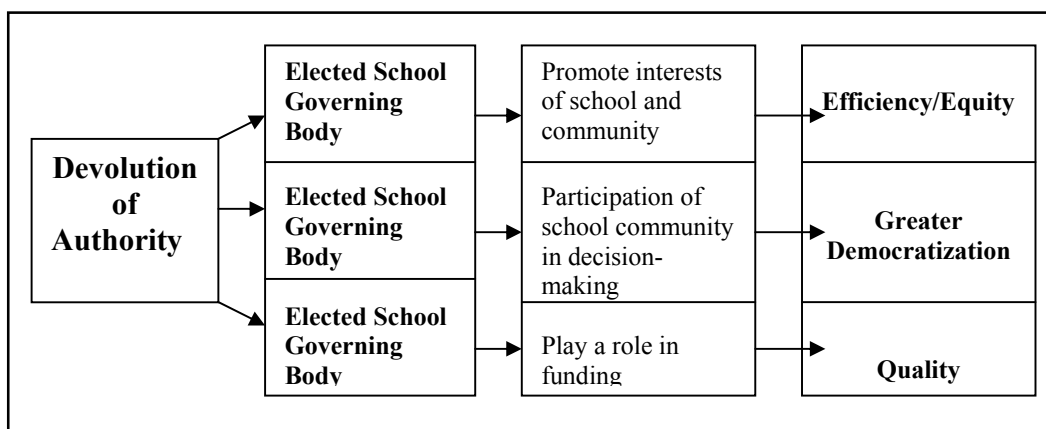 Devolution
of
Authority
Elected School
Governing
Body
Elected School
Governing
Body
Elected School
Governing
Body
Promote interests
of school and
community
Participation of
school community
in decision-
making
Play a role in
funding
Efficiency/Equity
Greater
Democratization
Quality